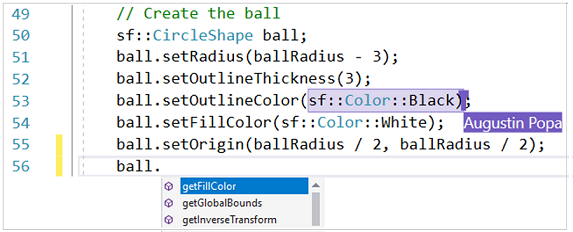 49 // Create the ball
50 sf::CircleShape ball;
51 ball.setRadius(ballRadius - 3);
52 ball.setOutlineThickness(3);
53 ball.setOutlineColor(sf::Color::Black);
54 ball.setFillColor(sf::Color::White); Augustin Popa
55 ball.setOrigin(ballRadius / 2, ballRadius / 2);
56 ball.
getFillColor
getGlobalBounds
getInverseTransform